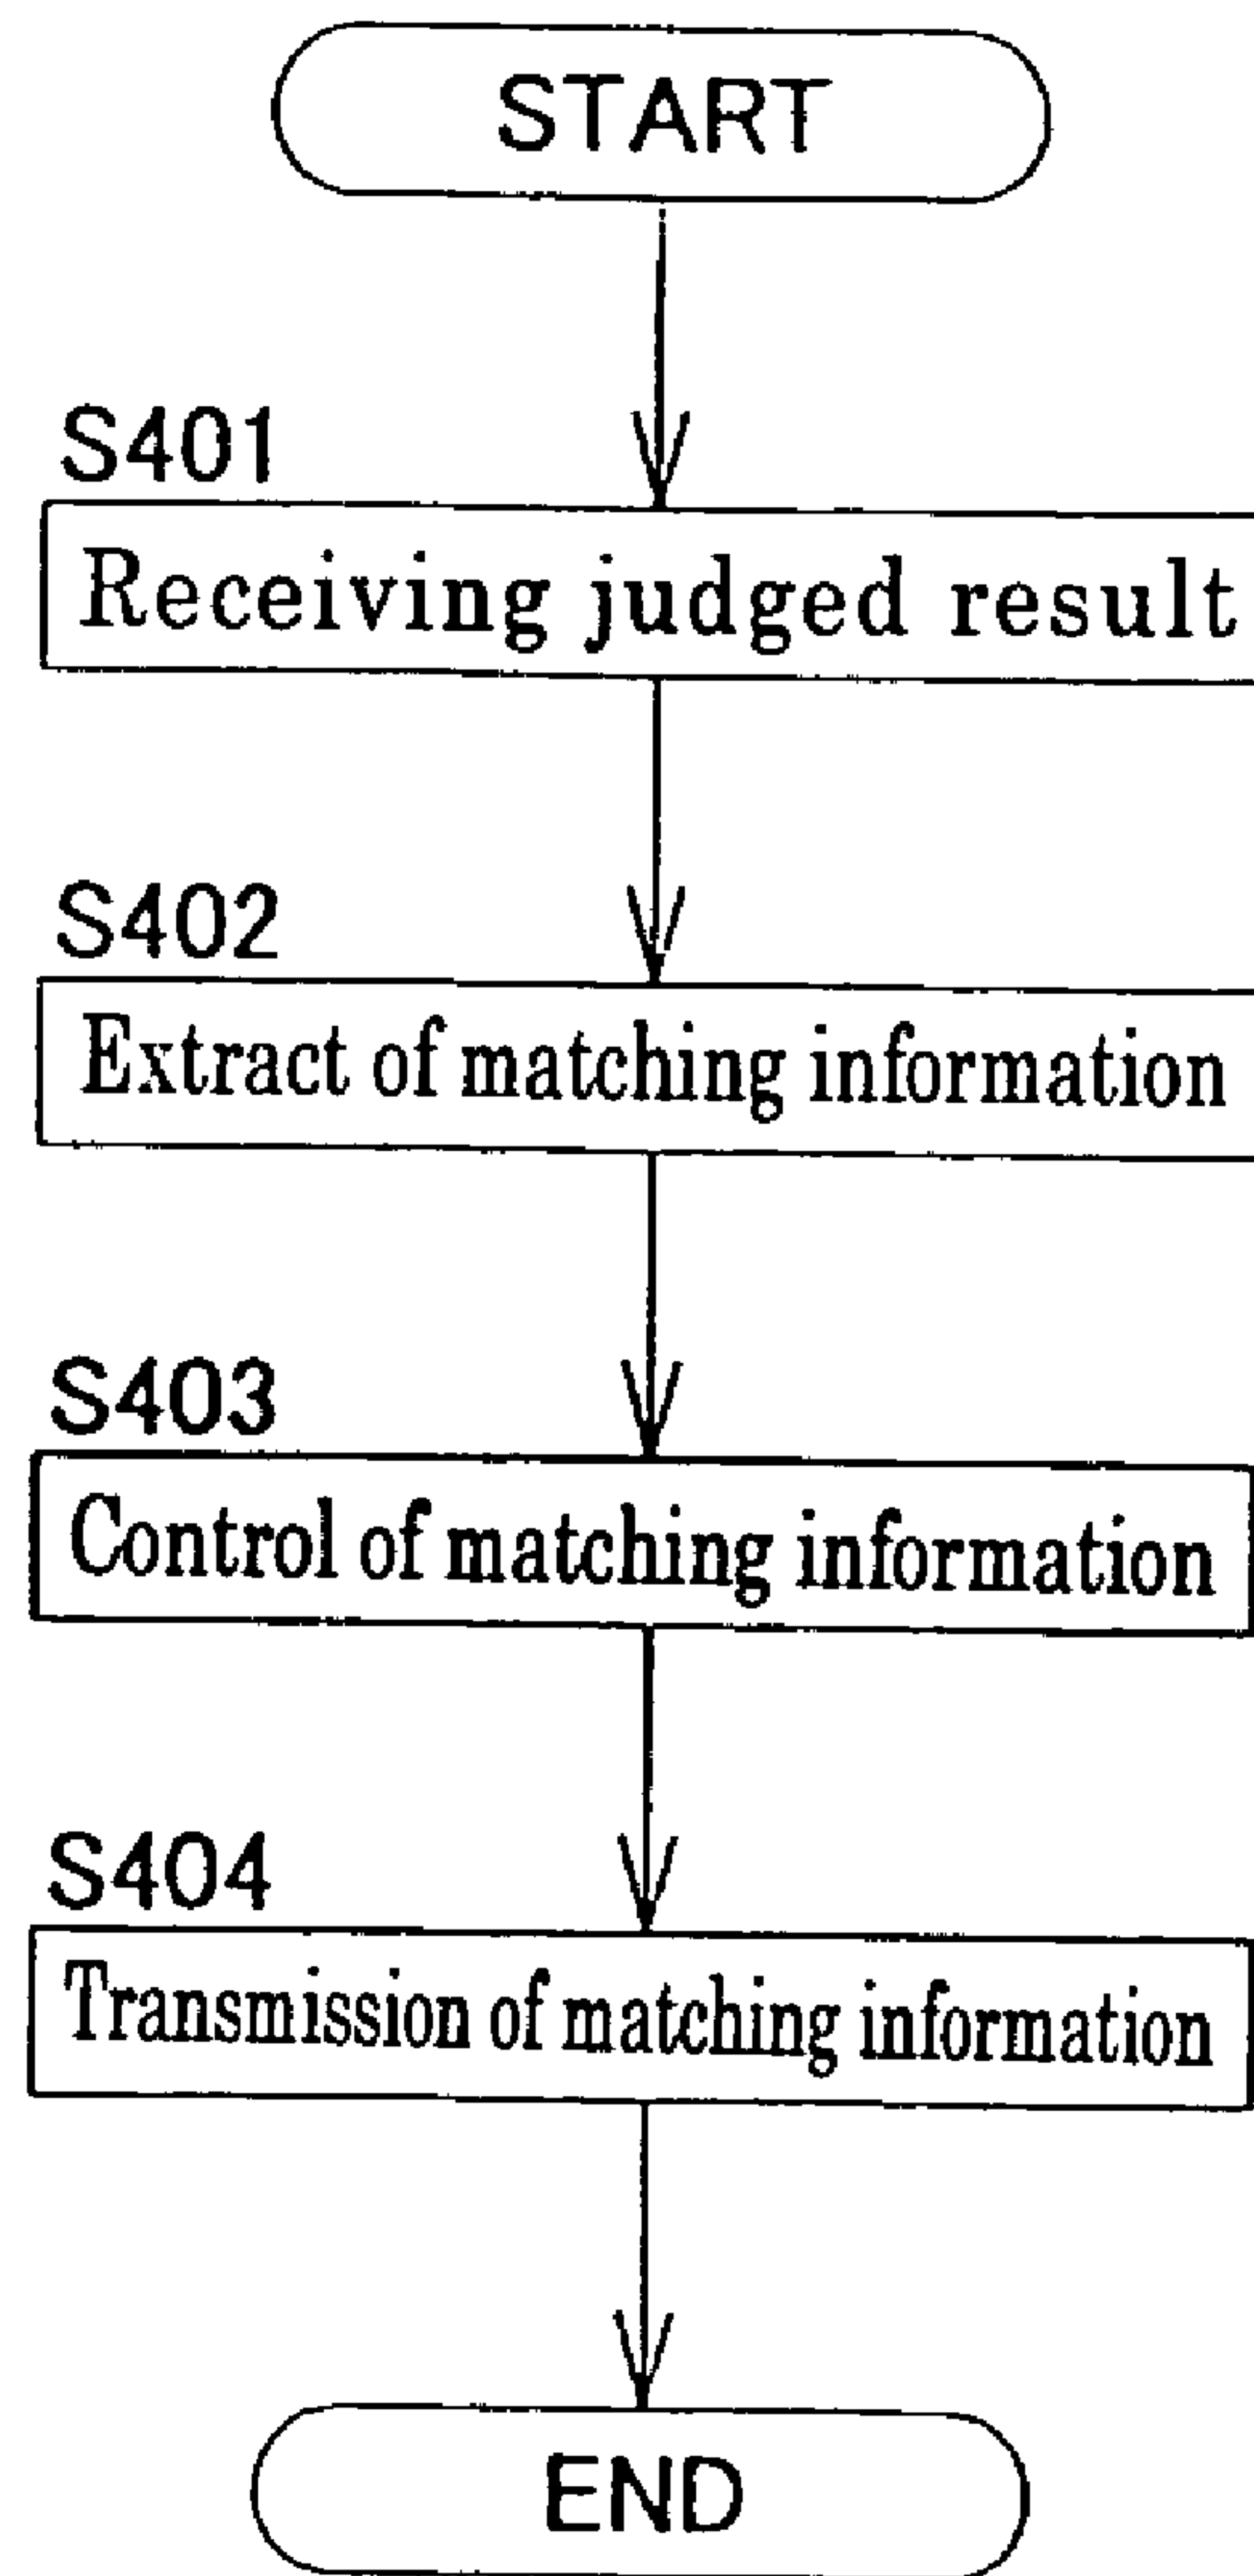 START
S401
Receiving judged result
S402
Extract of matching information
S403
Control of matching information
S404
Transmission of matching information
END